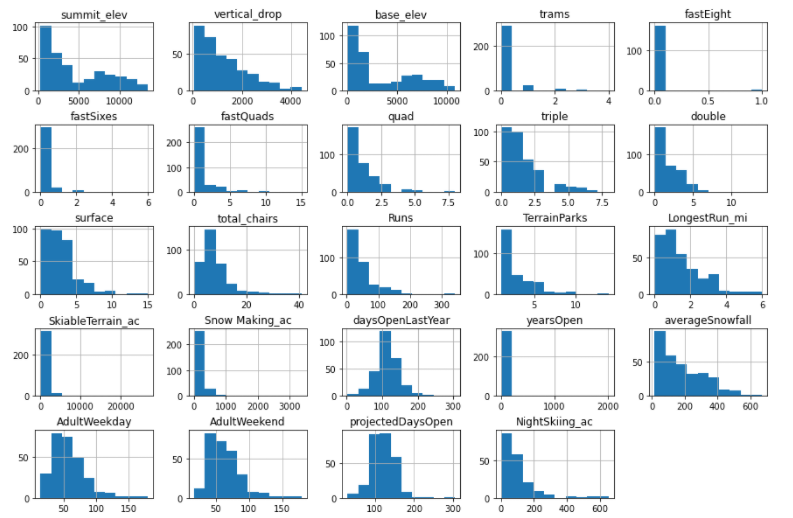 summit_elev vertical_drop base_elev trams fastEight
100 50 0
50 0
100 0
200 0
100 0
0 5000 10000 0 2000 4000 0 5000 10000 0 2 4 0.0 0.5 1.0
fastSixes fastQuads quad triple double
200 0
200 100 0
100 0
100 50 0
100 0
0 2 4 6 0 5 10 15 0.0 2.5 5.0 7.5 0.0 2.5 5.0 7.5 0 5 10
surface total_chairs Runs TerrainParks LongestRun_mi
100 50 0
100 0
100 0
100 0
50 0
0 5 10 15 0 20 40 0 100 200 300 5 10 0 2 4 6
SkiableTerrain_ac Snow Making_ac daysOpenLastYear yearsOpen averageSnowfall
200 0
200 0
100 50 0
200 0
50 0
0 10000 20000 0 1000 2000 3000 0 100 200 300 0 1000 2000 0 200 400 600
AdultWeekday AdultWeekend projectedDaysOpen NightSkiing_ac
50 0
50 0
50 0
50 0
50 100 150 50 100 150 100 200 300 0 200 400 600